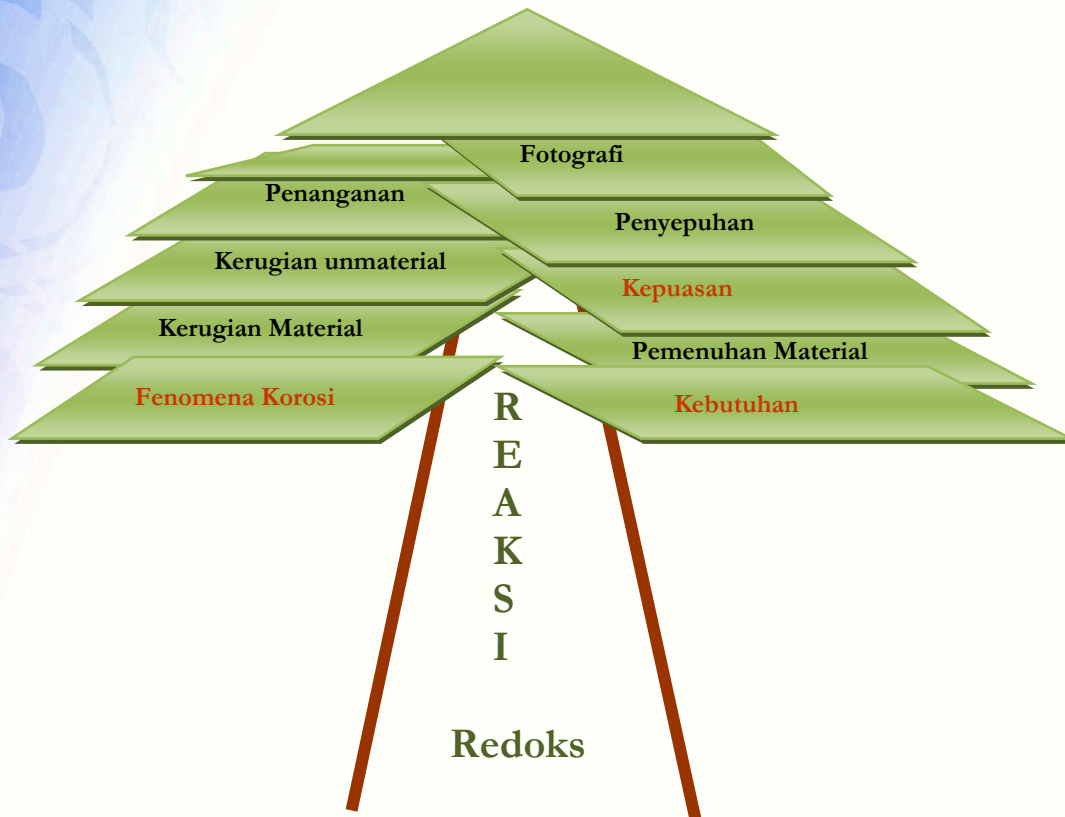 Fotografi
Penanganan
Penyepuhan
Kerugian unmaterial
Kepuasan
Kerugian Material
Pemenuhan Material
Fenomena Korosi
Kebutuhan
R
E
A
K
S
I
Redoks